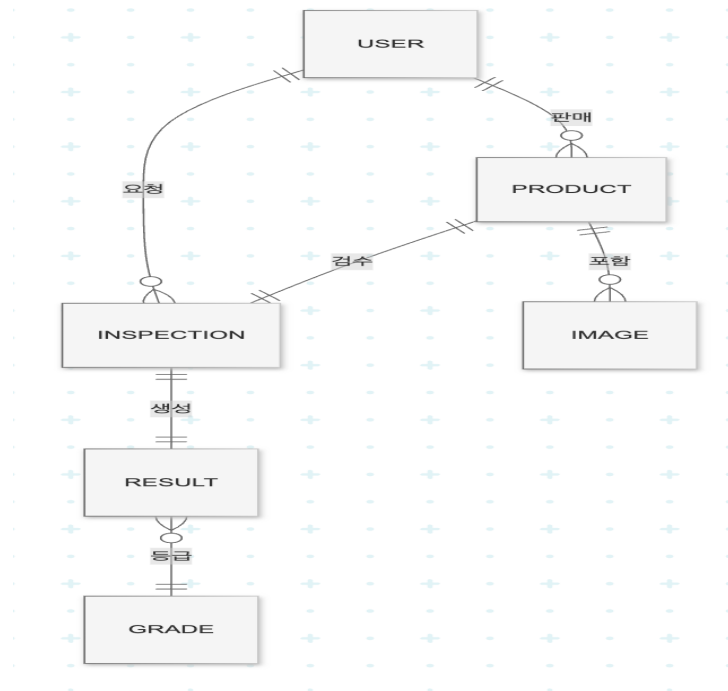 USER
판매
PRODUCT
요청
검수
포함
INSPECTION
IMAGE
생성
RESULT
등급
GRADE